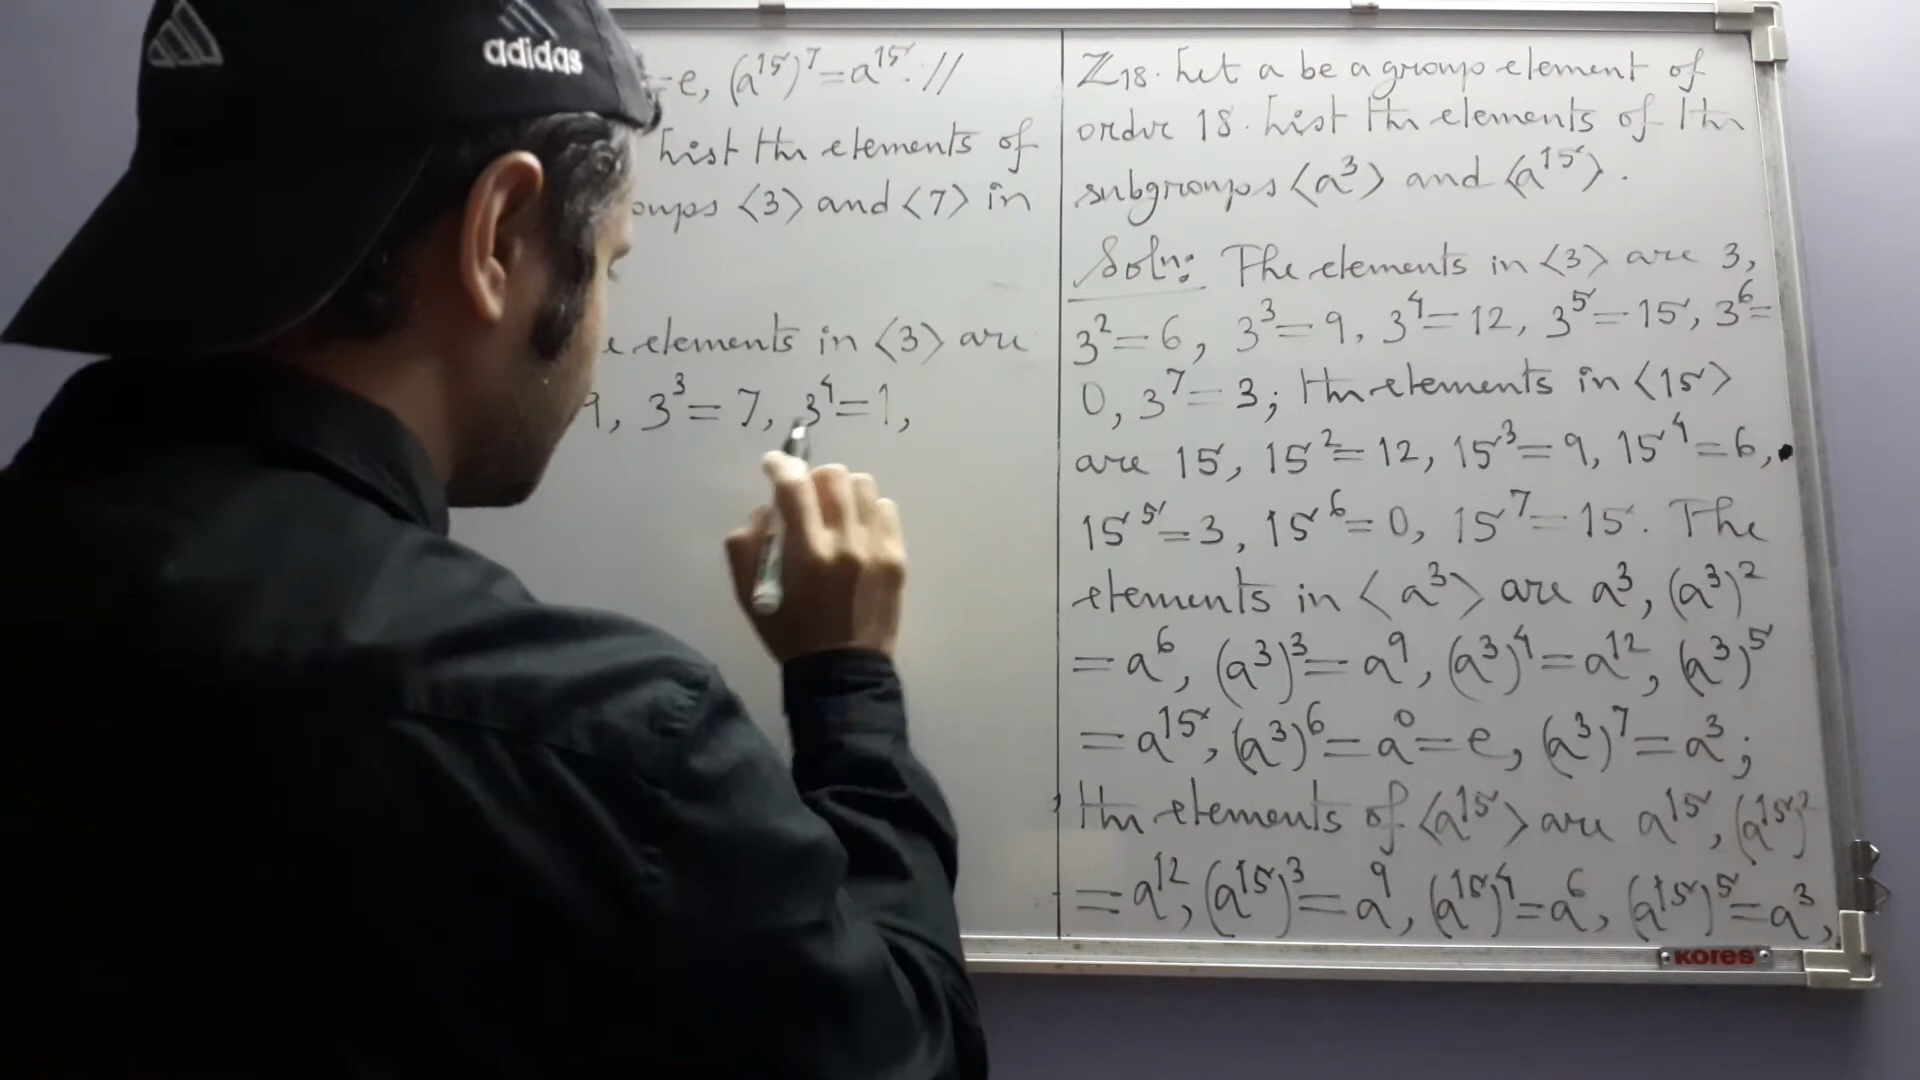 adidas
e, (a¹⁵)⁷ = a¹⁵. //
List the elements of
oups <3> and <7> in
elements in <3> are
9, 3³ = 7, 3⁴ = 1,
Z₁₈. Let a be a group element of
order 18. List the elements of the
subgroups <a³> and <a¹⁵>.
Soln: The elements in <3> are 3,
3² = 6, 3³ = 9, 3⁴ = 12, 3⁵ = 15, 3⁶ =
0, 3⁷ = 3; the elements in <15>
are 15, 15² = 12, 15³ = 9, 15⁴ = 6,
15⁵ = 3, 15⁶ = 0, 15⁷ = 15. The
elements in <a³> are a³, (a³)²
= a⁶, (a³)³ = a⁹, (a³)⁴ = a¹², (a³)⁵
= a¹⁵, (a³)⁶ = a⁰ = e, (a³)⁷ = a³;
the elements of <a¹⁵> are a¹⁵, (a¹⁵)²
= a¹², (a¹⁵)³ = a⁹, (a¹⁵)⁴ = a⁶, (a¹⁵)⁵ = a³,
kores